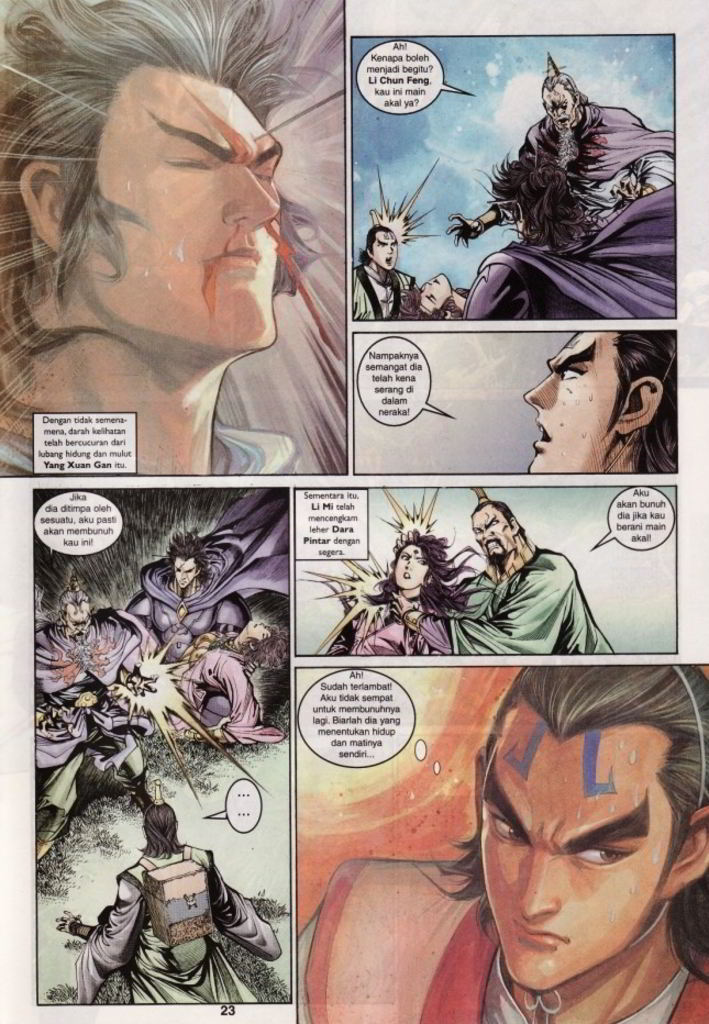 Dengan tidak semena-
mena, darah kelihatan
telah bercucuran dari
lubang hidung dan mulut
Yang Xuan Gan itu.
Ah!
Kenapa boleh
menjadi begitu?
Li Chun Feng,
kau ini main
akal ya?
Nampaknya
semangat dia
telah kena
serang di
dalam
neraka!
Jika
dia ditimpa oleh
sesuatu, aku pasti
akan membunuh
kau ini!
...
...
Sementara itu,
Li Mi telah
mencengkam
leher Dara
Pintar dengan
segera.
Aku
akan bunuh
dia jika kau
berani main
akal!
Ah!
Sudah terlambat!
Aku tidak sempat
untuk membunuhnya
lagi. Biarlah dia yang
menentukan hidup
dan matinya
sendiri...
23